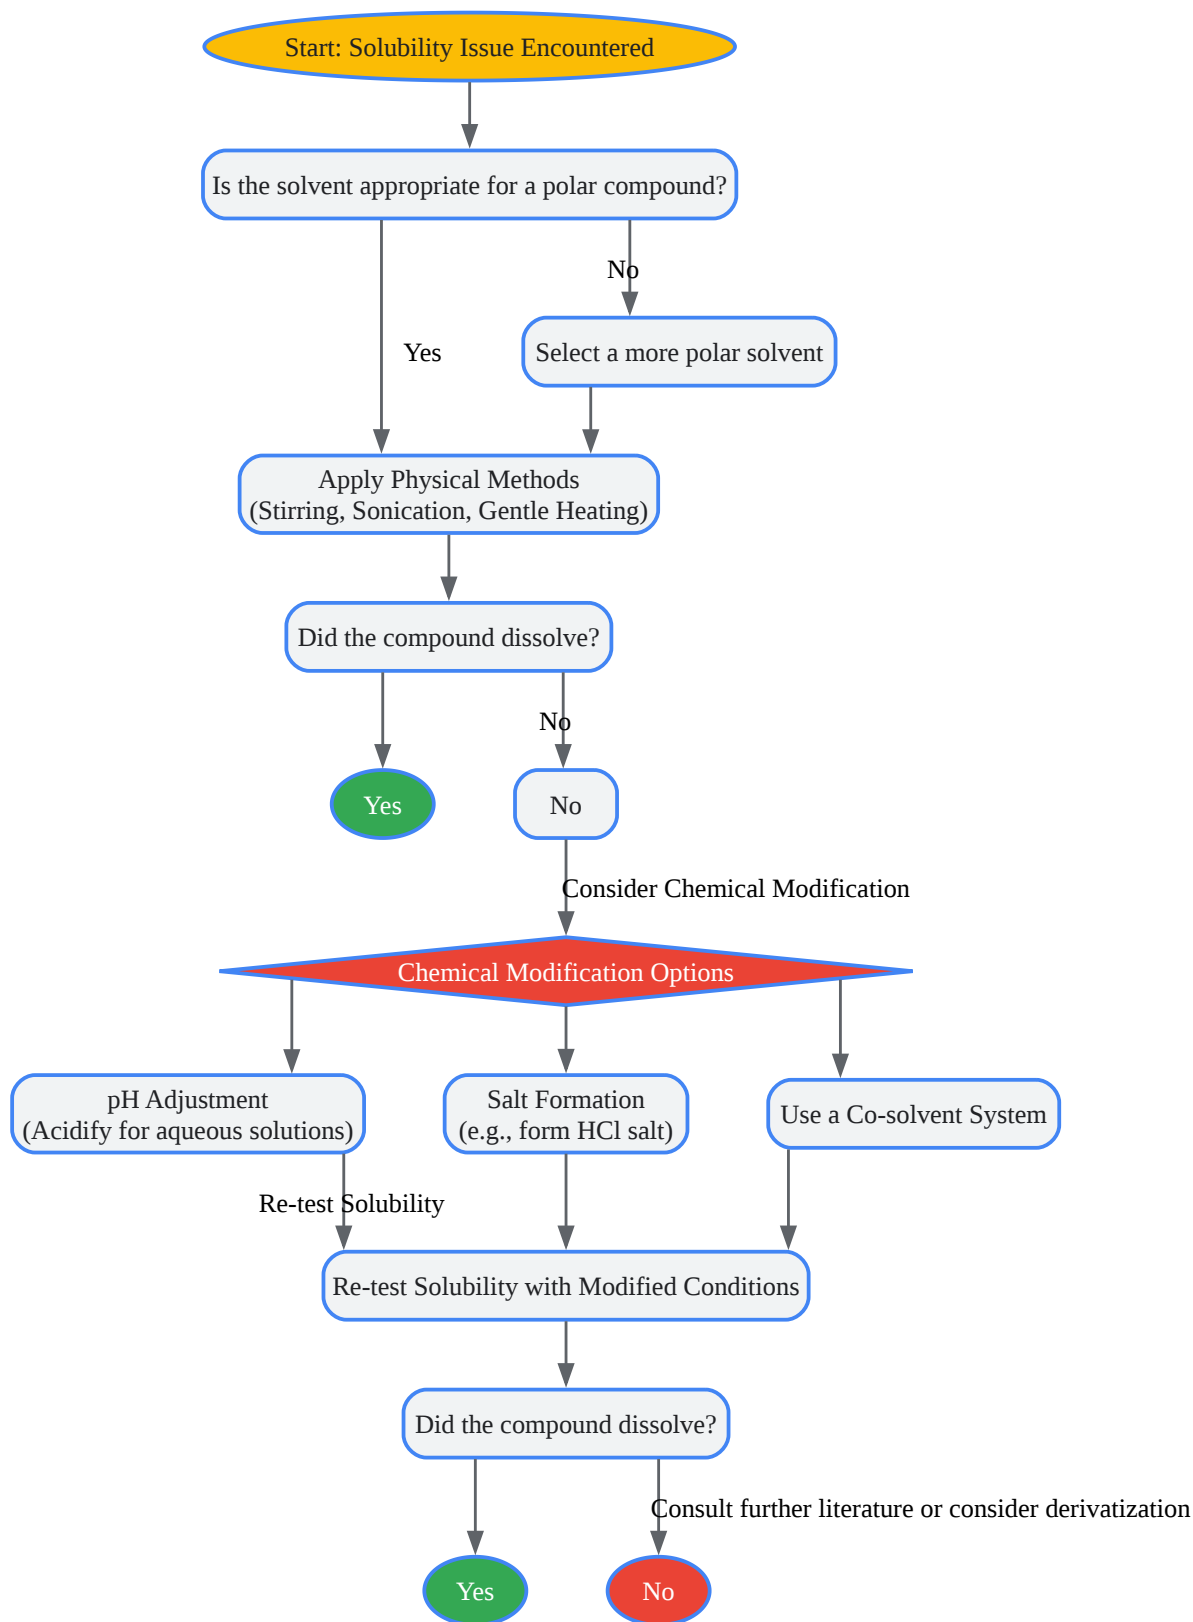 Start: Solubility Issue Encountered
Is the solvent appropriate for a polar compound?
No
Yes
Select a more polar solvent
Apply Physical Methods
(Stirring, Sonication, Gentle Heating)
Did the compound dissolve?
No
Yes
No
Consider Chemical Modification
Chemical Modification Options
pH Adjustment
(Acidify for aqueous solutions)
Salt Formation
(e.g., form HCl salt)
Use a Co-solvent System
Re-test Solubility
Re-test Solubility with Modified Conditions
Did the compound dissolve?
Consult further literature or consider derivatization
Yes
No